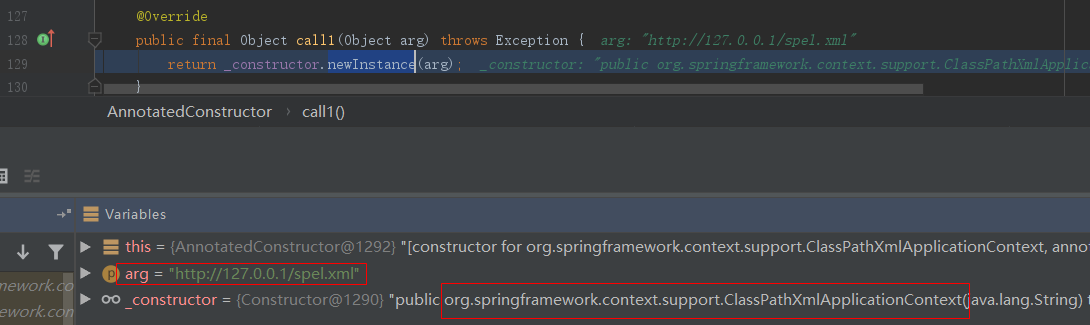 127 @Override
128 public final Object call1(Object arg) throws Exception { arg: "http://127.0.0.1/spel.xml"
129 return _constructor.newInstance(arg); _constructor: "public org.springframework.context.support.ClassPathXmlApplic
130 }
AnnotatedConstructor › call1()
Variables
this = {AnnotatedConstructor@1292} "[constructor for org.springframework.context.support.ClassPathXmlApplicationContext, annota
mework.co
p arg = "http://127.0.0.1/spel.xml"
ework.con
_constructor = {Constructor@1290} "public org.springframework.context.support.ClassPathXmlApplicationContext(java.lang.String) t